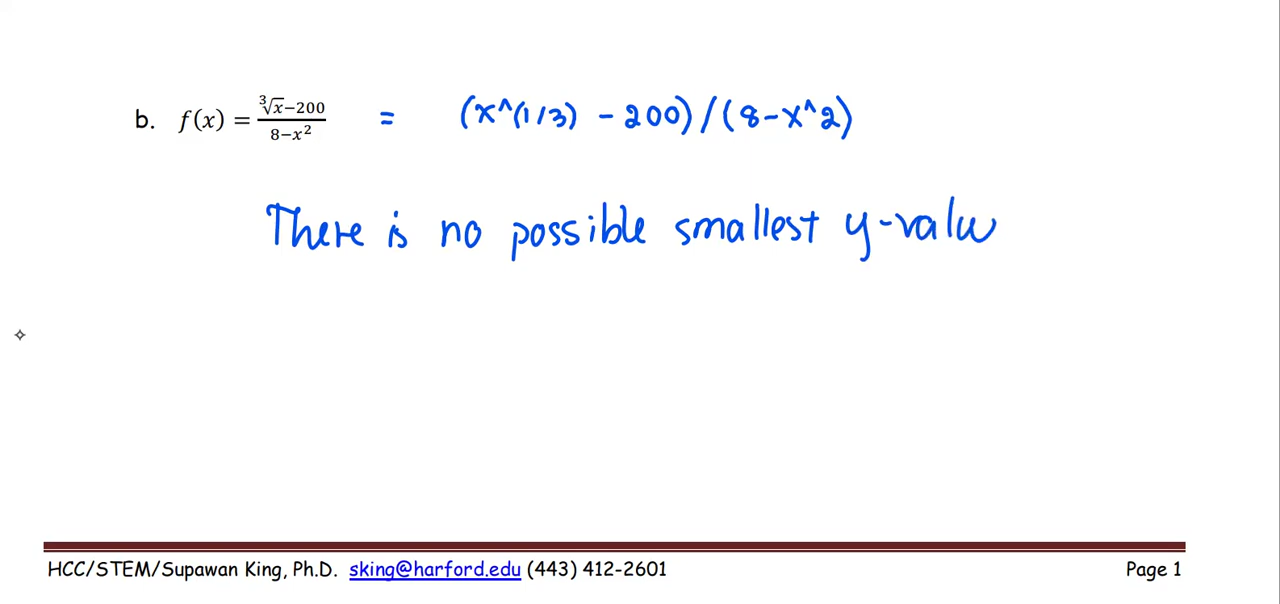 b. f(x) = (∛x−200)/(8−x²) = (x^(1/3) - 200)/(8-x^2)
There is no possible smallest y-value
HCC/STEM/Supawan King, Ph.D. sking@harford.edu (443) 412-2601 Page 1